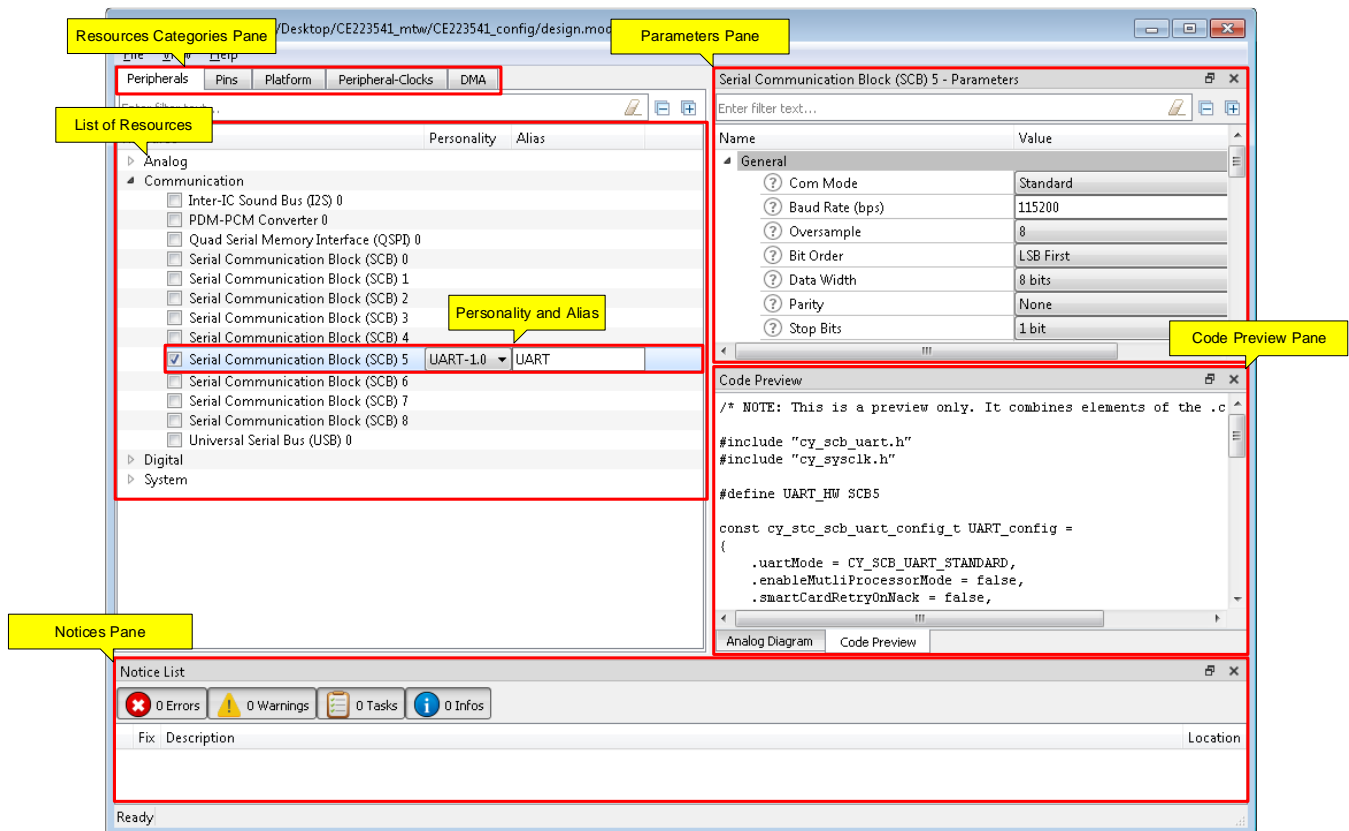 Resources Categories Pane
/Desktop/CE223541_mtw/CE223541_config/design.mod
Parameters Pane
File View Help
Peripherals Pins Platform Peripheral-Clocks DMA
Enter filter text...
List of Resources
Personality Alias
Analog
Communication
Inter-IC Sound Bus (I2S) 0
PDM-PCM Converter 0
Quad Serial Memory Interface (QSPI) 0
Serial Communication Block (SCB) 0
Serial Communication Block (SCB) 1
Serial Communication Block (SCB) 2
Serial Communication Block (SCB) 3
Serial Communication Block (SCB) 4
Personality and Alias
Serial Communication Block (SCB) 5 UART-1.0 UART
Serial Communication Block (SCB) 6
Serial Communication Block (SCB) 7
Serial Communication Block (SCB) 8
Universal Serial Bus (USB) 0
Digital
System
Serial Communication Block (SCB) 5 - Parameters
Enter filter text...
Name Value
General
Com Mode Standard
Baud Rate (bps) 115200
Oversample 8
Bit Order LSB First
Data Width 8 bits
Parity None
Stop Bits 1 bit
Code Preview Pane
Code Preview
/* NOTE: This is a preview only. It combines elements of the .c
#include "cy_scb_uart.h"
#include "cy_sysclk.h"
#define UART_HW SCB5
const cy_stc_scb_uart_config_t UART_config =
{
.uartMode = CY_SCB_UART_STANDARD,
.enableMutliProcessorMode = false,
.smartCardRetryOnNack = false,
Analog Diagram Code Preview
Notices Pane
Notice List
0 Errors 0 Warnings 0 Tasks 0 Infos
Fix Description Location
Ready